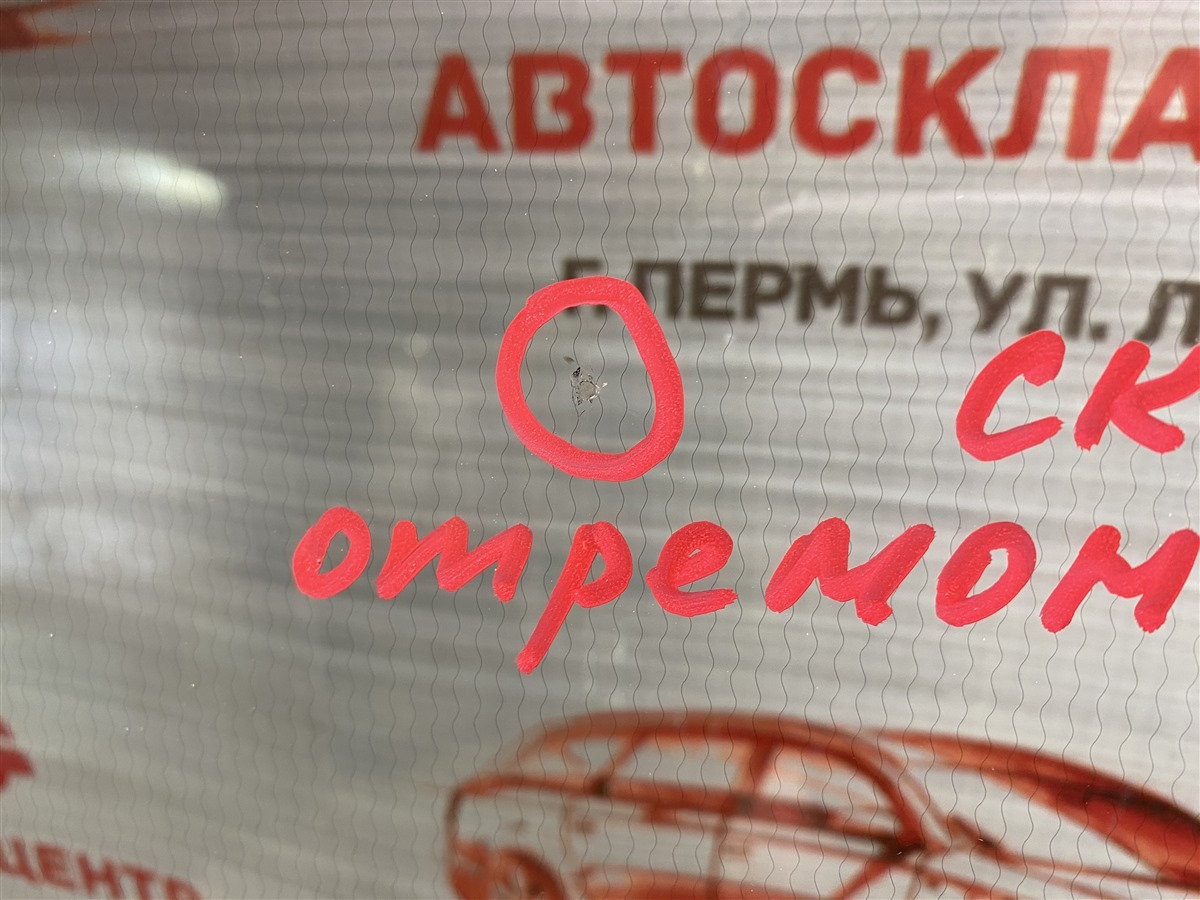 АВТОСКЛА
Г. ПЕРМЬ, УЛ. Л
ск
отремон
ЦЕНТР